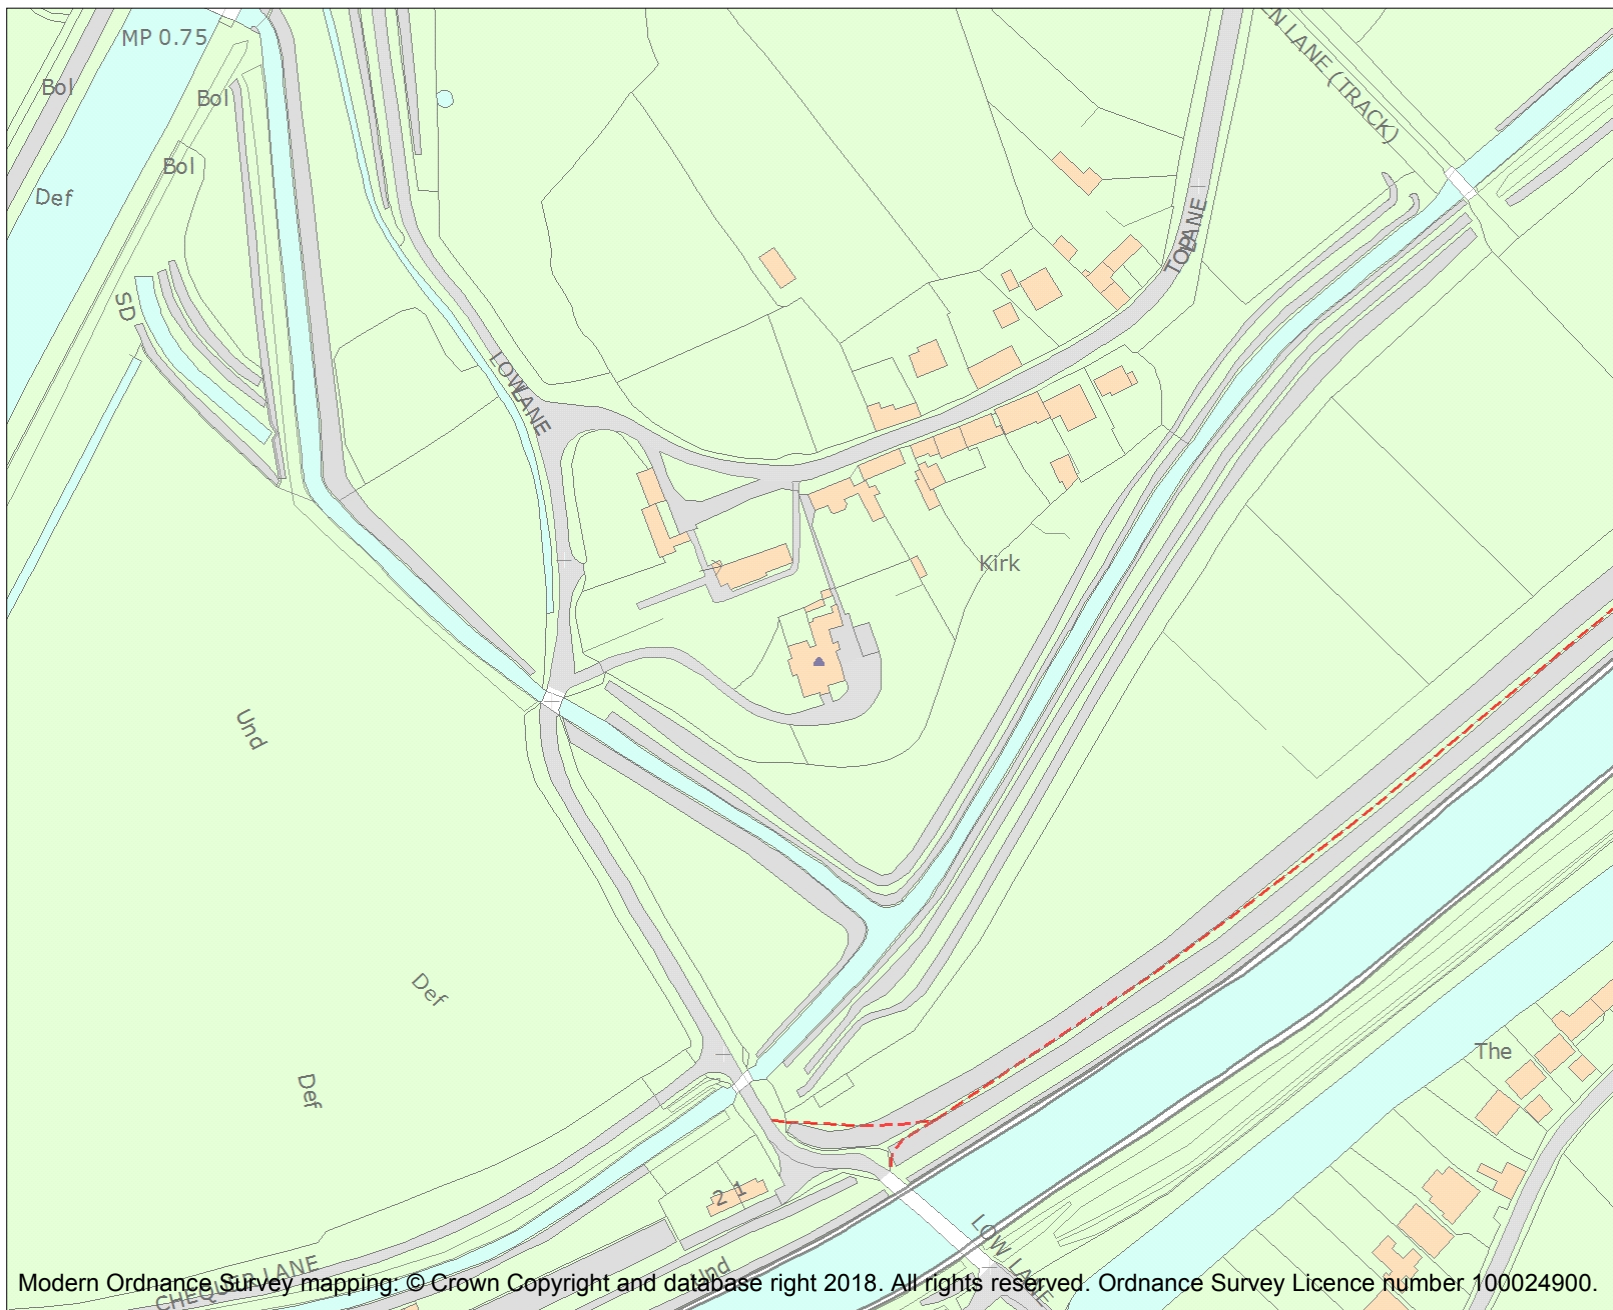 MP 0.75
Bol
Bol
Bol
Def
EN LANE (TRACK)
TOP LANE
SD
LOW LANE
Kirk
Und
Def
Def
The
2 1
LOW LANE
Und
CHEQUER LANE
Modern Ordnance Survey mapping: © Crown Copyright and database right 2018. All rights reserved. Ordnance Survey Licence number 100024900.